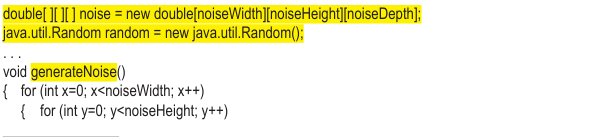 double[ ][ ][ ] noise = new double[noiseWidth][noiseHeight][noiseDepth];
java.util.Random random = new java.util.Random();
. . .
void generateNoise()
{ for (int x=0; x<noiseWidth; x++)
{ for (int y=0; y<noiseHeight; y++)